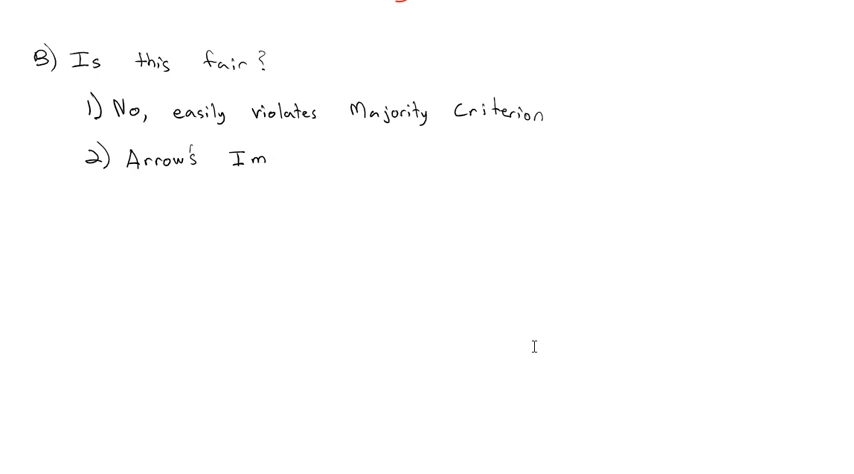 B) Is this fair?
1) No, easily violates Majority Criterion
2) Arrow's Im